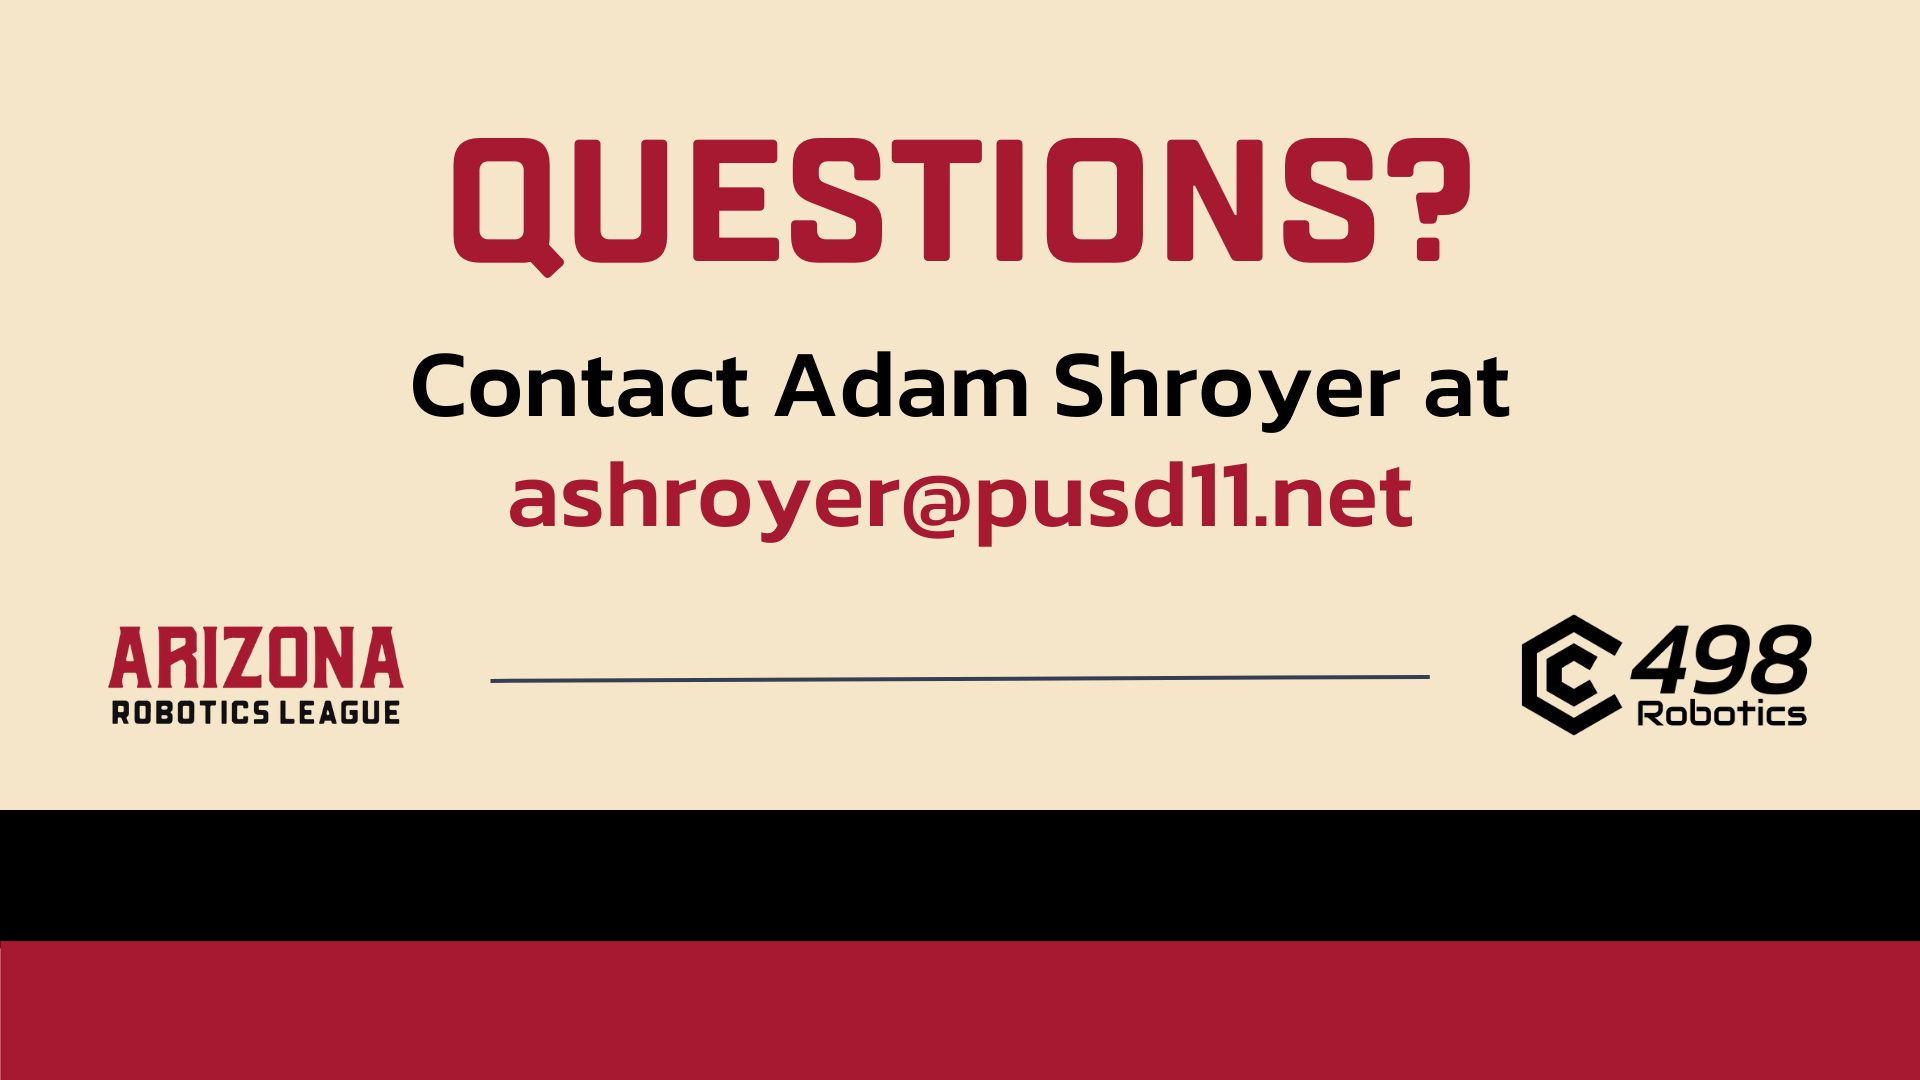 QUESTIONS?
Contact Adam Shroyer at
ashroyer@pusd11.net
ARIZONA
ROBOTICS LEAGUE
498
Robotics